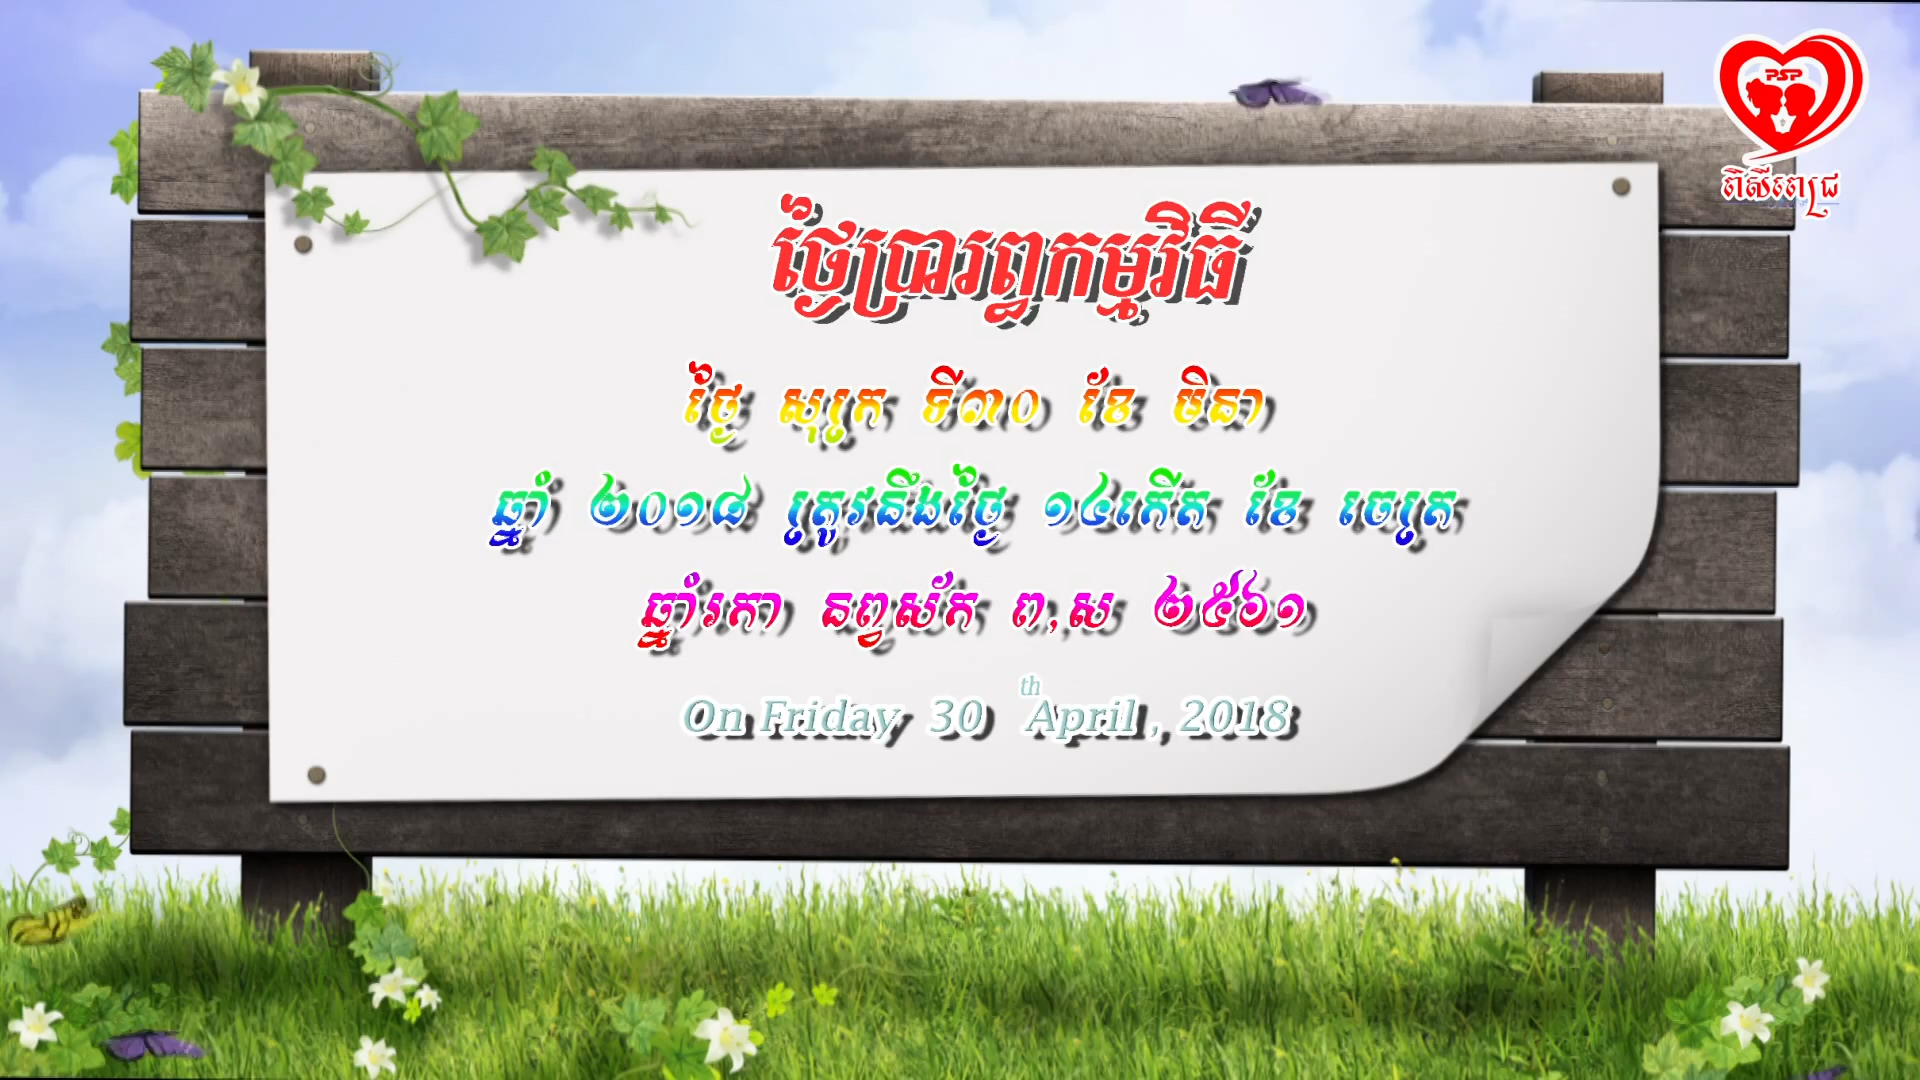 PSP
ពិសីពេជ្រ
ថ្ងៃប្រារព្ធកម្មវិធី
ថ្ងៃ សុក្រ ទី៣០ ខែ មិនា
ឆ្នាំ ២០១៨ ត្រូវនឹងថ្ងៃ ១៤កើត ខែ ចេត្រ
ឆ្នាំរកា នព្វស័ក ព,ស ២៥៦១
On Friday 30 th April , 2018